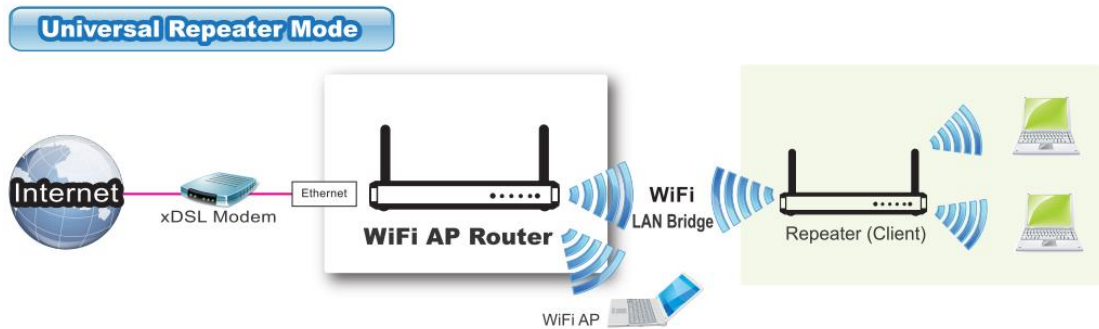 Universal Repeater Mode
Internet
xDSL Modem
Ethernet
WiFi AP Router
WiFi
LAN Bridge
Repeater (Client)
WiFi AP